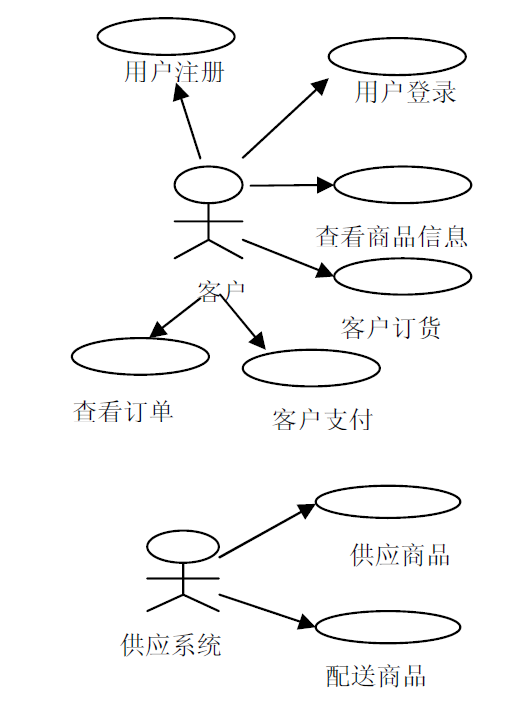 用户注册
用户登录
查看商品信息
客户
客户订货
查看订单
客户支付
供应商品
供应系统
配送商品